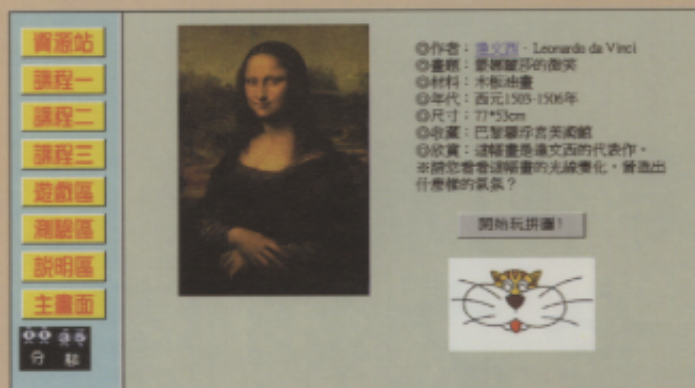 資源站
課程一
課程二
課程三
遊戲區
測驗區
説明區
主畫面
00 35
分 秒
◎作者：達文西 - Leonardo da Vinci
◎畫題：蒙娜麗莎的微笑
◎材料：木板油畫
◎年代：西元1503-1506年
◎尺寸：77*53cm
◎收藏：巴黎羅浮宮美術館
◎欣賞：這幅畫是達文西的代表作。
※請您看看這幅畫的光線變化，營造出
什麼樣的氣氛？
開始玩拼圖！